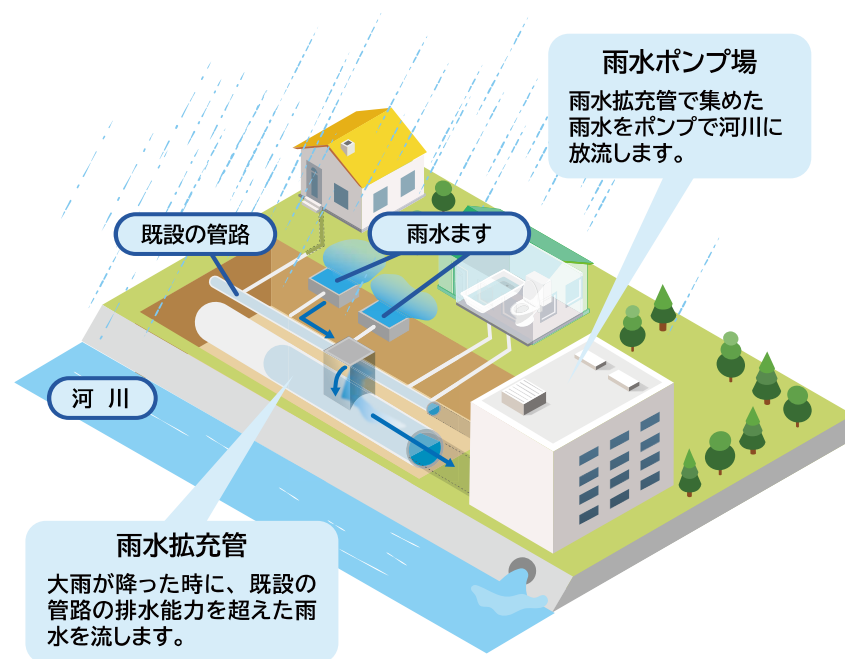 雨水ポンプ場
雨水拡充管で集めた
雨水をポンプで河川に
放流します。
既設の管路
雨水ます
河 川
雨水拡充管
大雨が降った時に、既設の
管路の排水能力を超えた雨
水を流します。